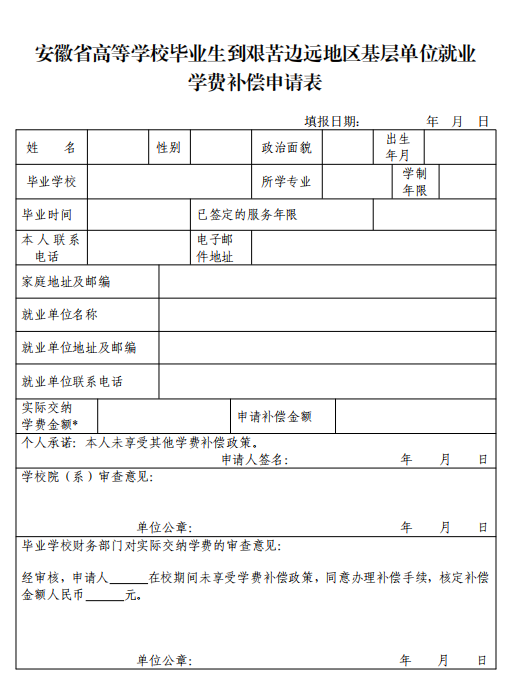 安徽省高等学校毕业生到艰苦边远地区基层单位就业
学费补偿申请表
填报日期: 年 月 日
姓 名 性别 政治面貌 出生
年月
毕业学校 所学专业 学制
年限
毕业时间 已签定的服务年限
本人联系
电话
电子邮
件地址
家庭地址及邮编
就业单位名称
就业单位地址及邮编
就业单位联系电话
实际交纳
学费金额*
申请补偿金额
个人承诺: 本人未享受其他学费补偿政策。
申请人签名: 年 月 日
学校院(系)审查意见:
单位公章: 年 月 日
毕业学校财务部门对实际交纳学费的审查意见:
经审核, 申请人______在校期间未享受学费补偿政策, 同意办理补偿手续, 核定补偿
金额人民币______元。
单位公章: 年 月 日